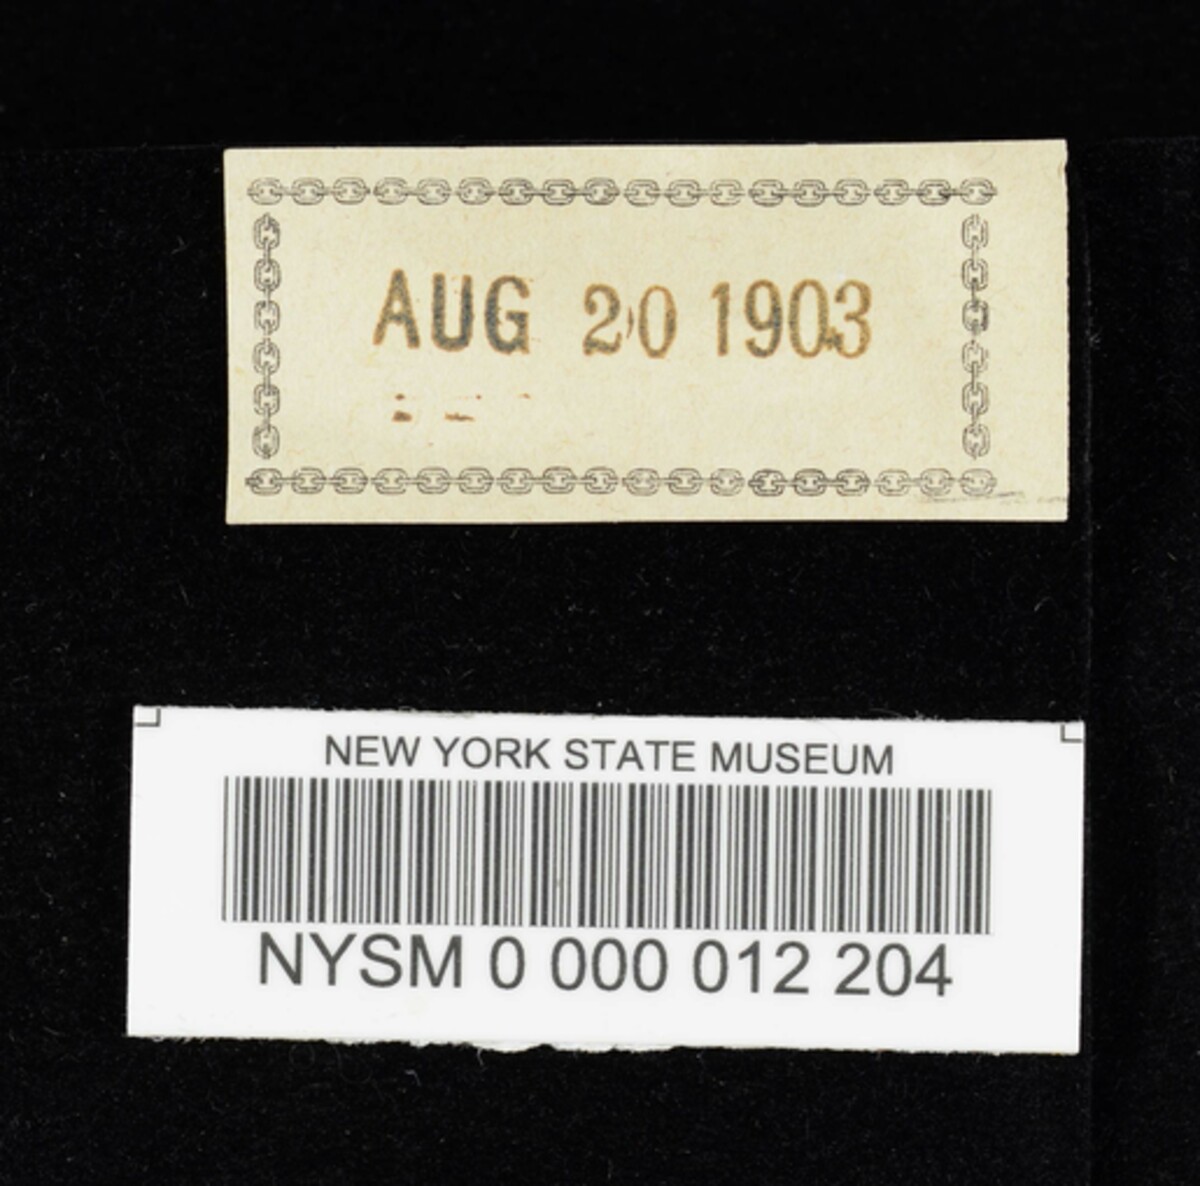 AUG 20 1903
NEW YORK STATE MUSEUM
NYSM 0 000 012 204